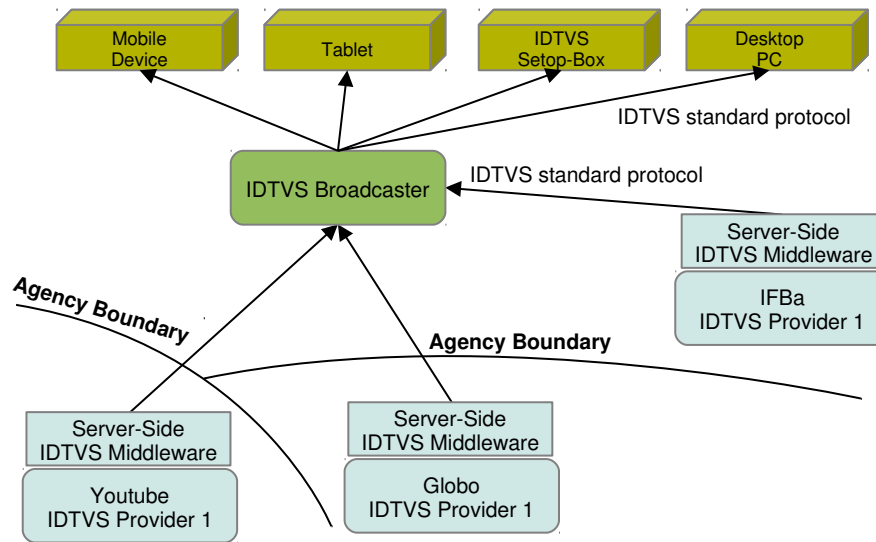 Mobile
Device
Tablet
IDTVS
Setop-Box
Desktop
PC
IDTVS standard protocol
IDTVS Broadcaster
IDTVS standard protocol
Server-Side
IDTVS Middleware
IFBa
IDTVS Provider 1
Agency Boundary
Agency Boundary
Server-Side
IDTVS Middleware
Youtube
IDTVS Provider 1
Server-Side
IDTVS Middleware
Globo
IDTVS Provider 1